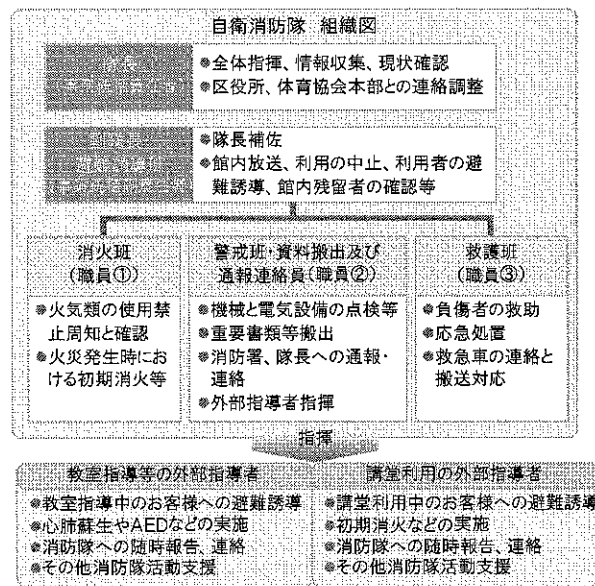 自衛消防隊 組織図
●全体指揮、情報収集、現状確認
●区役所、体育協会本部との連絡調整
●隊長補佐
●館内放送、利用の中止、利用者の避
難誘導、館内残留者の確認等
消火班
(職員①)
●火気類の使用禁
止周知と確認
●火災発生時にお
ける初期消火等
警戒班・資料搬出及び
通報連絡員(職員②)
●機械と電気設備の点検等
●重要書類等搬出
●消防署、隊長への通報・
連絡
●外部指導者指揮
救護班
(職員③)
●負傷者の救助
●応急処置
●救急車の連絡と
搬送対応
指揮
教室指導等の外部指導者
●教室指導中のお客様への避難誘導
●心肺蘇生やAEDなどの実施
●消防隊への随時報告、連絡
●その他消防隊活動支援
講堂利用の外部指導者
●講堂利用中のお客様への避難誘導
●初期消火などの実施
●消防隊への随時報告、連絡
●その他消防隊活動支援